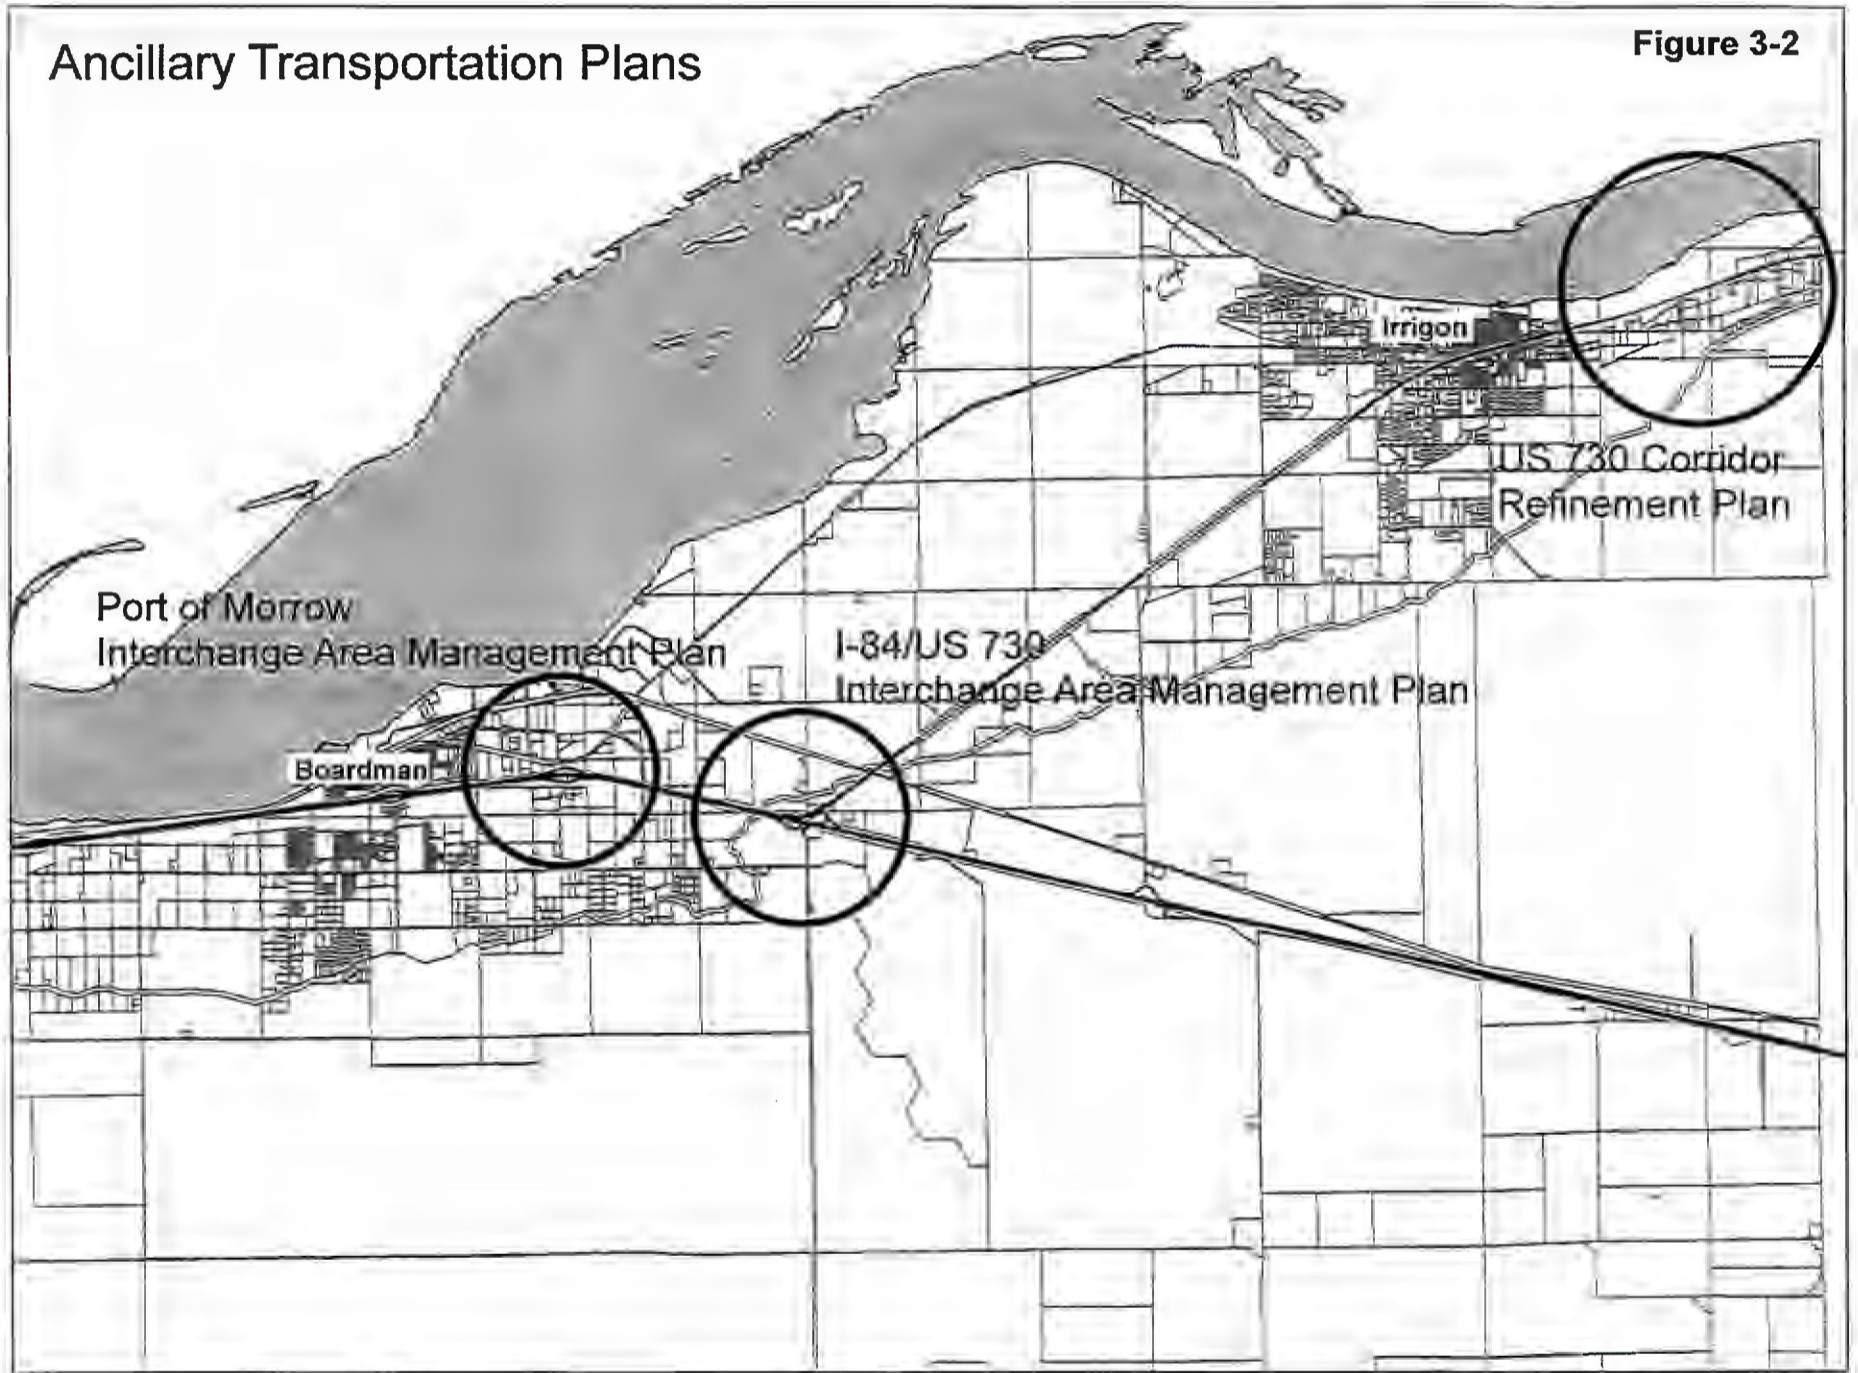 Ancillary Transportation Plans
Figure 3-2
Irrigon
US 730 Corridor
Refinement Plan
Port of Morrow
Interchange Area Management Plan
I-84/US 730
Interchange Area Management Plan
Boardman